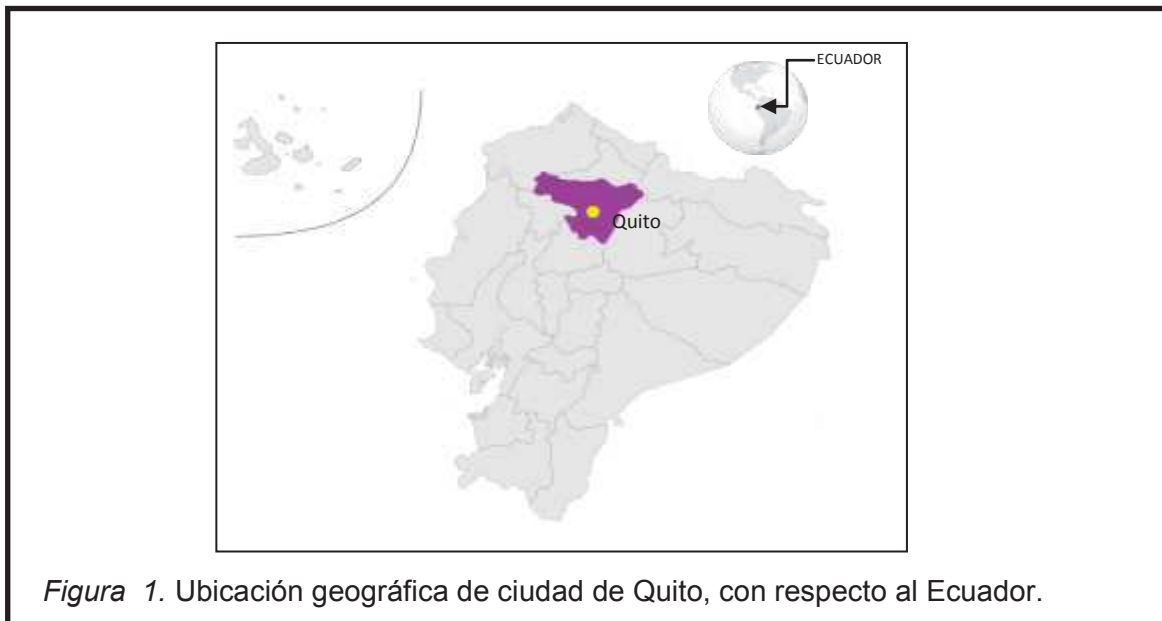 ECUADOR
Quito
Figura 1. Ubicación geográfica de ciudad de Quito, con respecto al Ecuador.